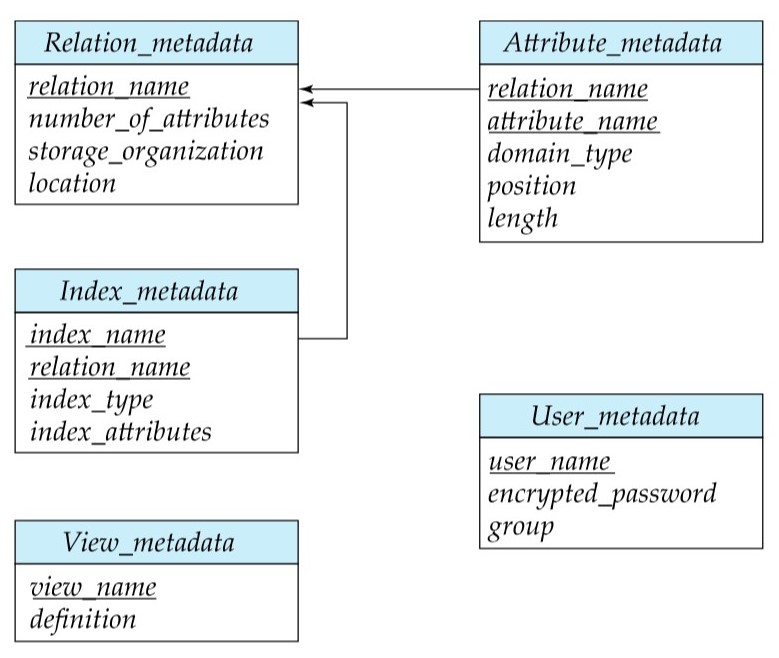 Relation_metadata
relation_name
number_of_attributes
storage_organization
location
Attribute_metadata
relation_name
attribute_name
domain_type
position
length
Index_metadata
index_name
relation_name
index_type
index_attributes
User_metadata
user_name
encrypted_password
group
View_metadata
view_name
definition